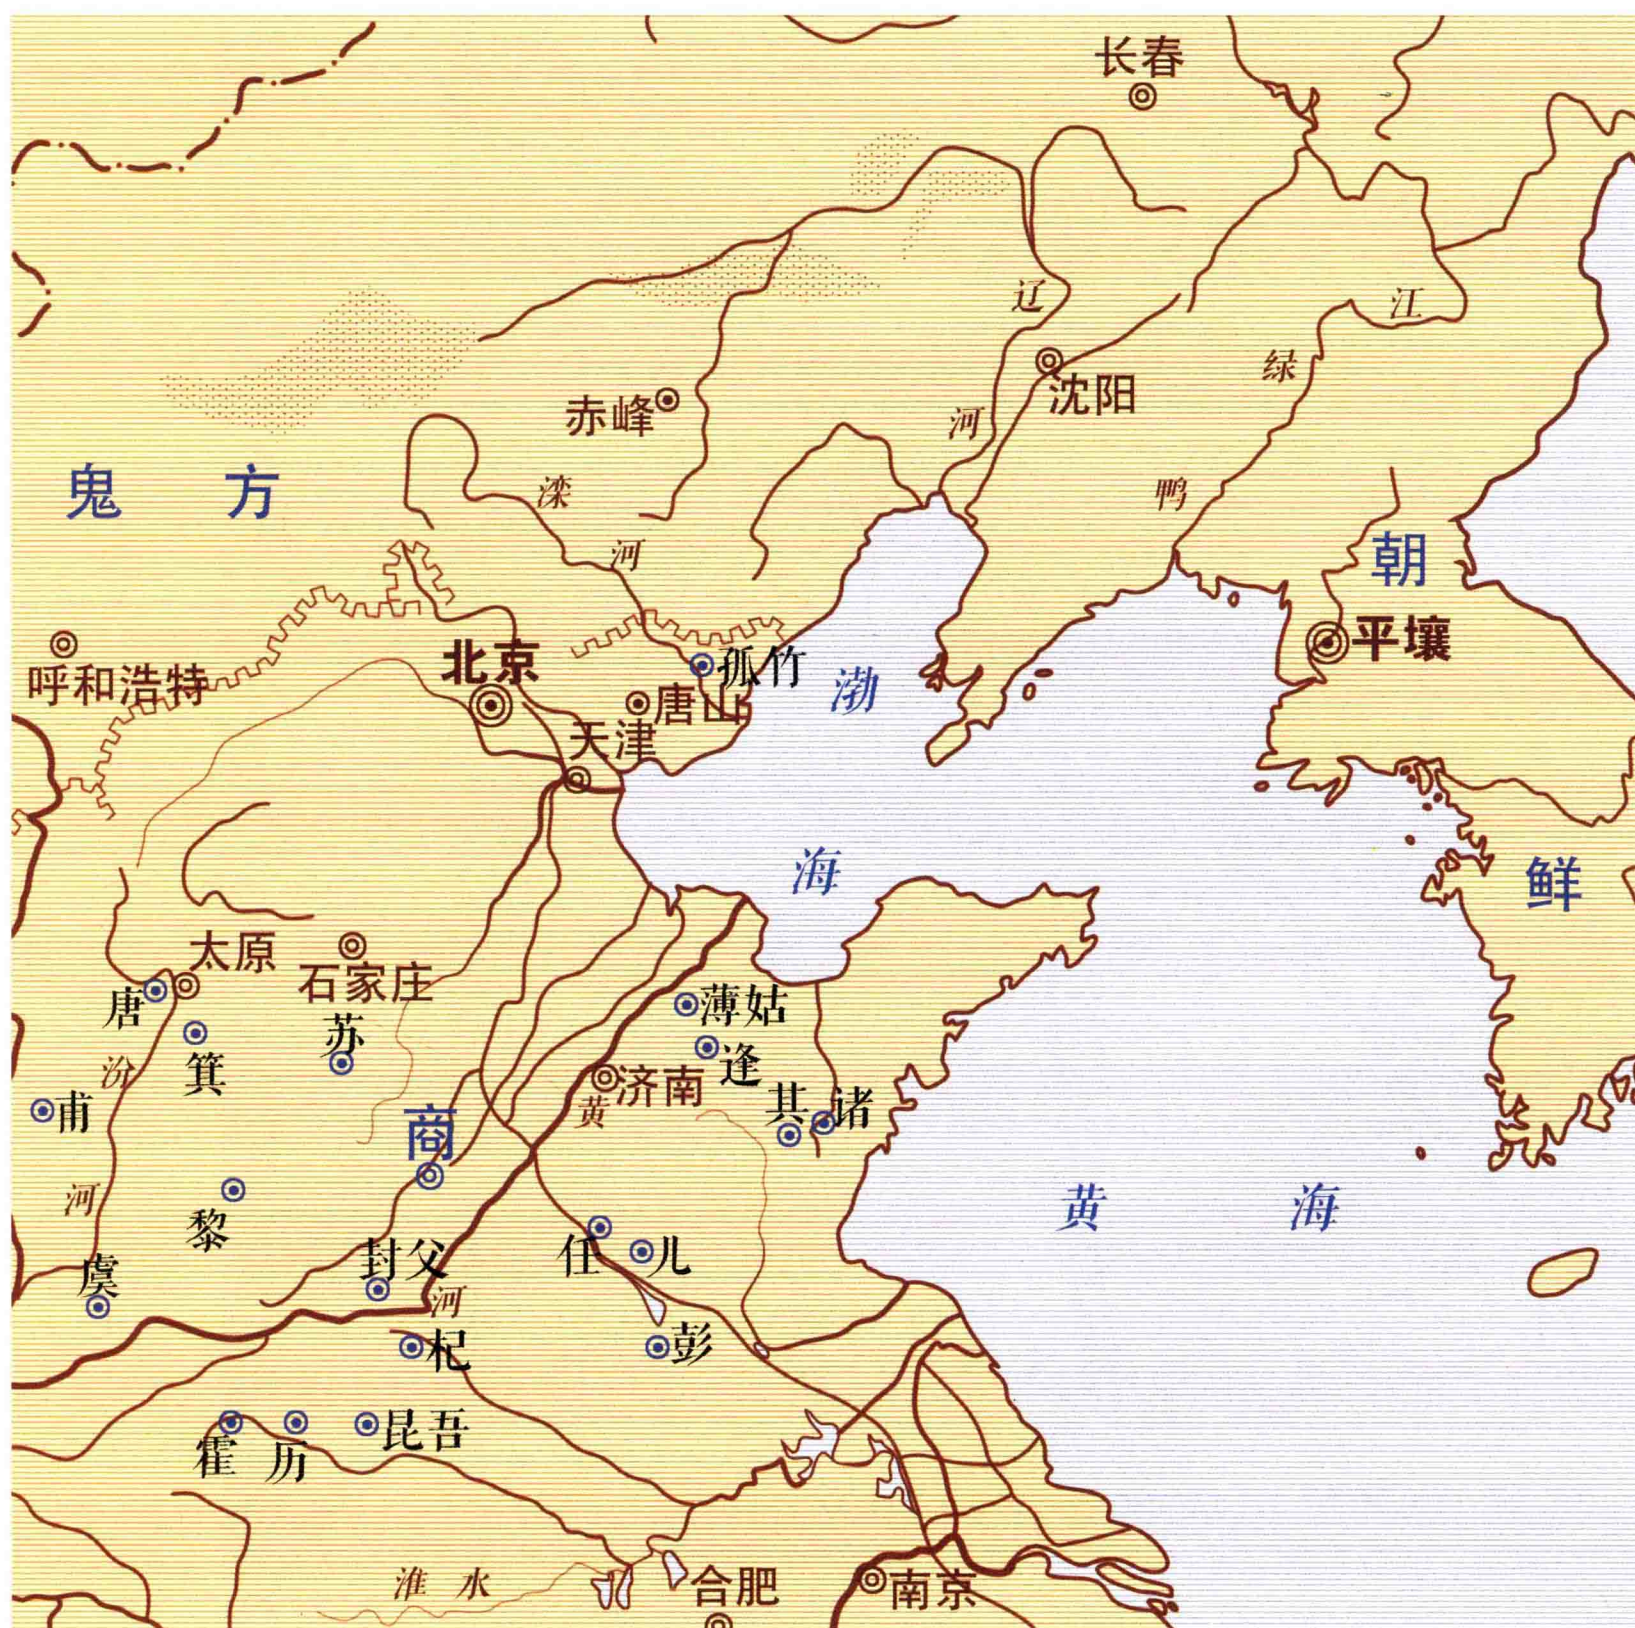 长春
辽
江
绿
沈阳
赤峰
河
鬼方
滦
鸭
河
朝
平壤
呼和浩特
北京
孤竹
渤
唐山
天津
海
鲜
太原
石家庄
唐
薄姑
苏
逢
汾
箕
济南
黄
其
诸
甫
商
河
黄海
黎
任
儿
封父
虞
河
杞
彭
霍
历
昆吾
淮水
合肥
南京